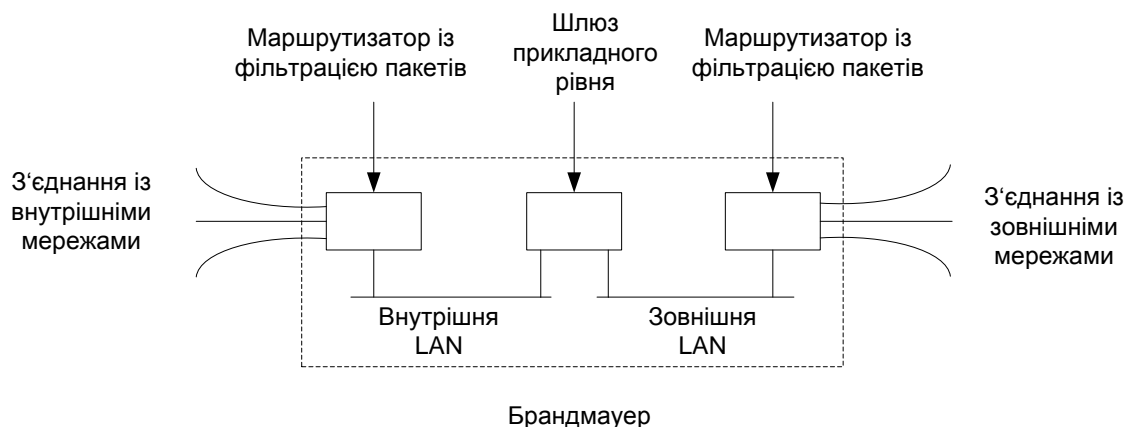 Маршрутизатор із
фільтрацією пакетів
Шлюз
прикладного
рівня
Маршрутизатор із
фільтрацією пакетів
З‘єднання із
внутрішніми
мережами
З‘єднання із
зовнішніми
мережами
Внутрішня
LAN
Зовнішня
LAN
Брандмауер